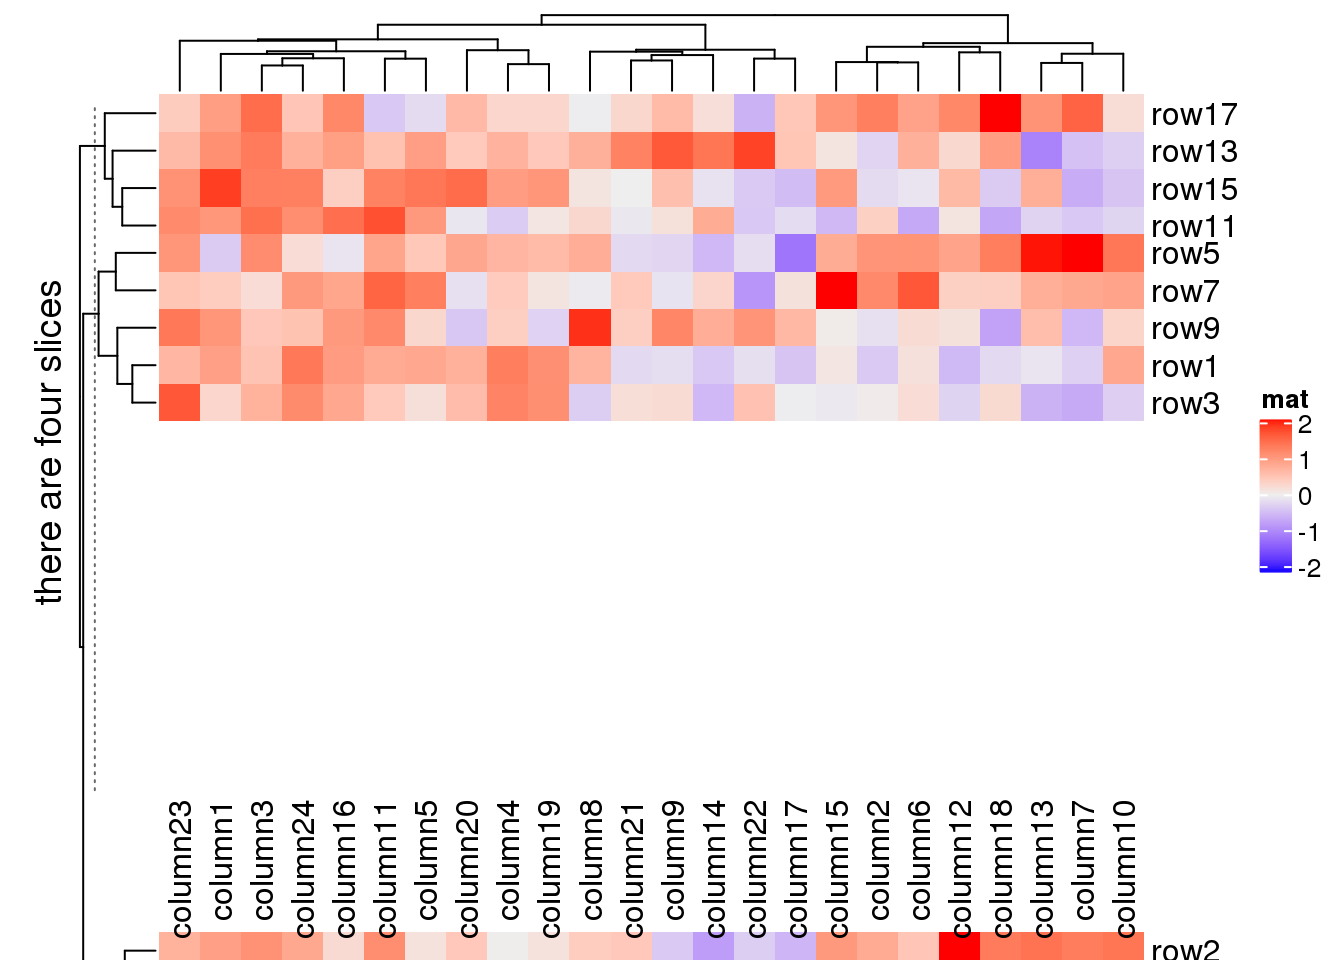 there are four slices
row17
row13
row15
row11
row5
row7
row9
row1
row3
mat
2
1
0
-1
-2
column23
column1
column3
column24
column16
column11
column5
column20
column4
column19
column8
column21
column9
column14
column22
column17
column15
column2
column6
column12
column18
column13
column7
column10
row2